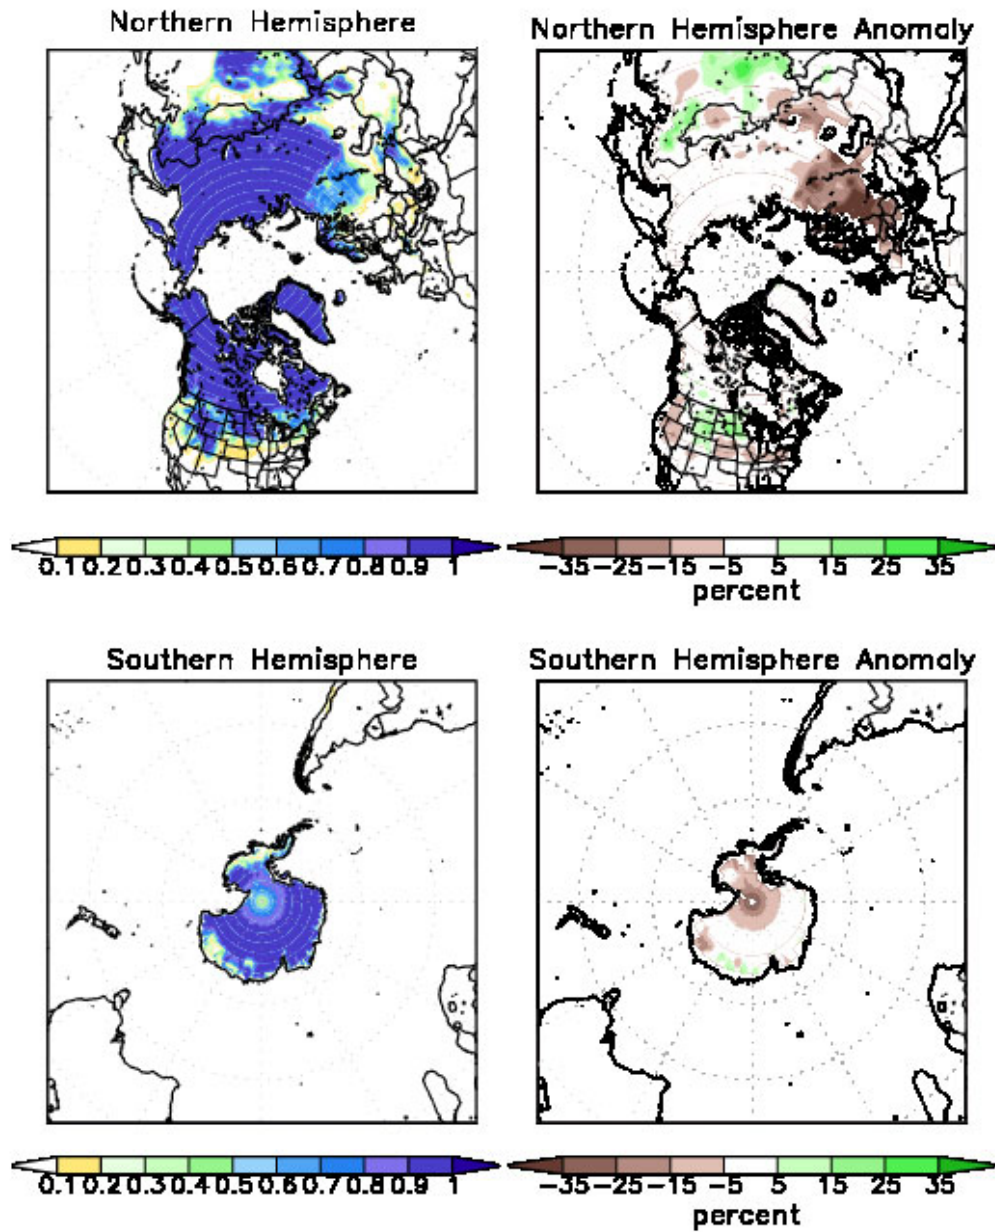 Northern Hemisphere
Northern Hemisphere Anomaly
0.1 0.2 0.3 0.4 0.5 0.6 0.7 0.8 0.9 1
-35 -25 -15 -5 5 15 25 35
percent
Southern Hemisphere
Southern Hemisphere Anomaly
0.1 0.2 0.3 0.4 0.5 0.6 0.7 0.8 0.9 1
-35 -25 -15 -5 5 15 25 35
percent